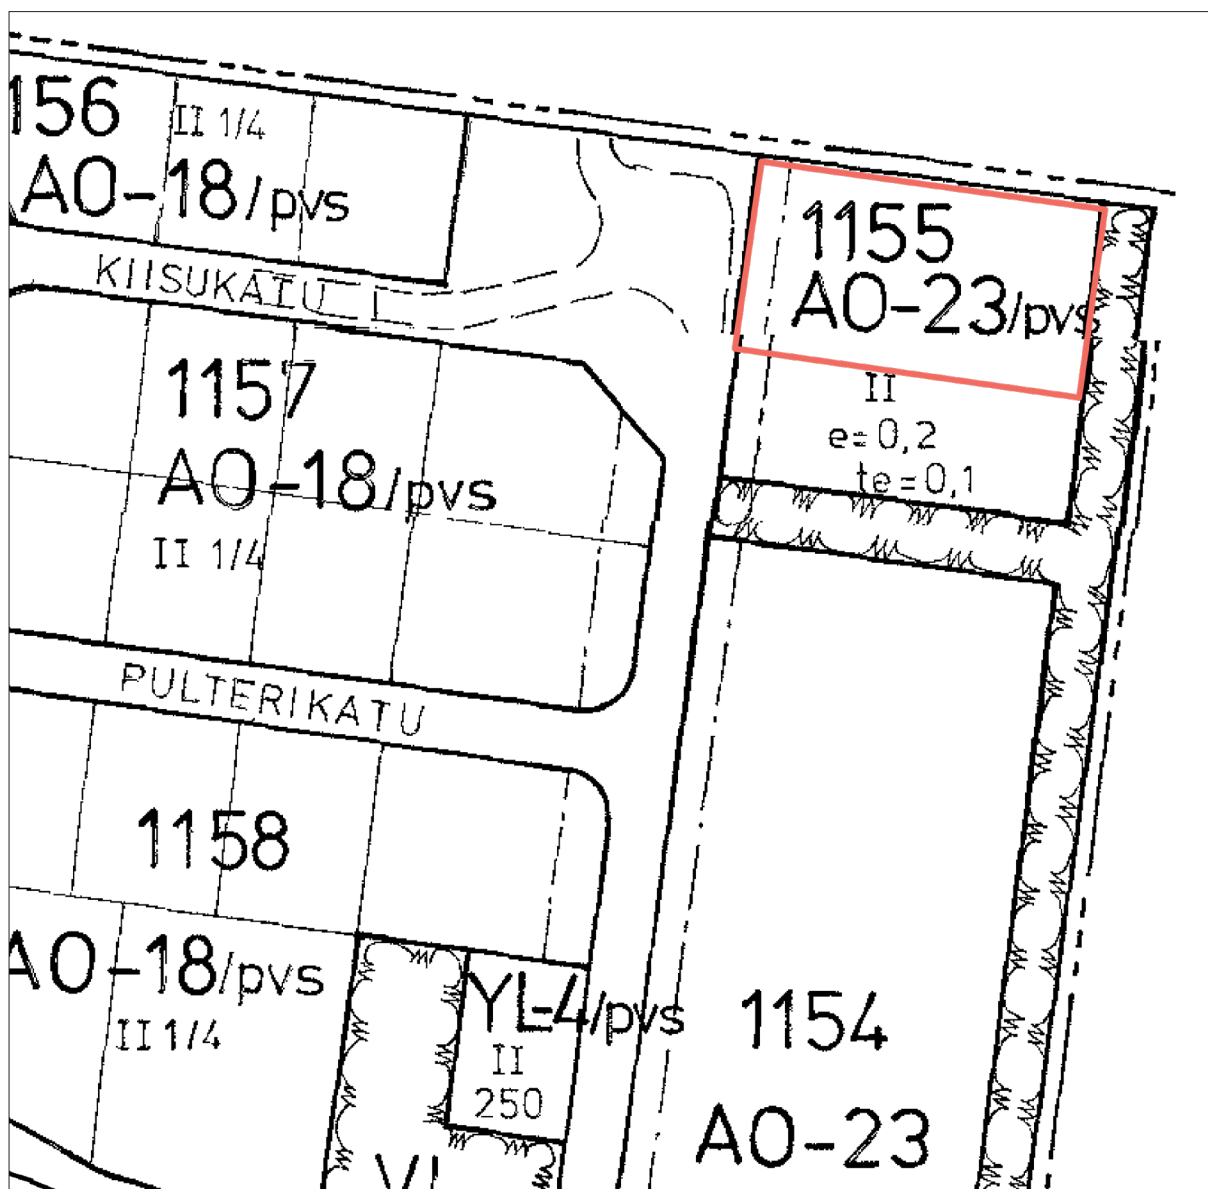 156
II 1/4
AO-18/pvs
KIISUKATU
1155
AO-23/pvs
II
e=0,2
te=0,1
1157
AO-18/pvs
II 1/4
PULTERIKATU
1158
AO-18/pvs
II 1/4
YL-4/pvs
II
250
1154
AO-23